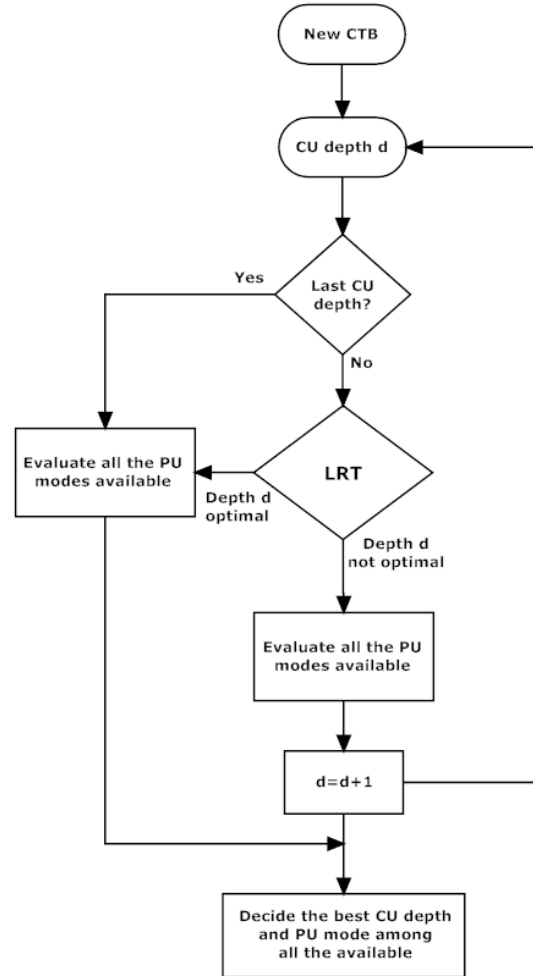 New CTB
CU depth d
Yes
Last CU
depth?
No
Evaluate all the PU
modes available
LRT
Depth d
optimal
Depth d
not optimal
Evaluate all the PU
modes available
d=d+1
Decide the best CU depth
and PU mode among
all the available